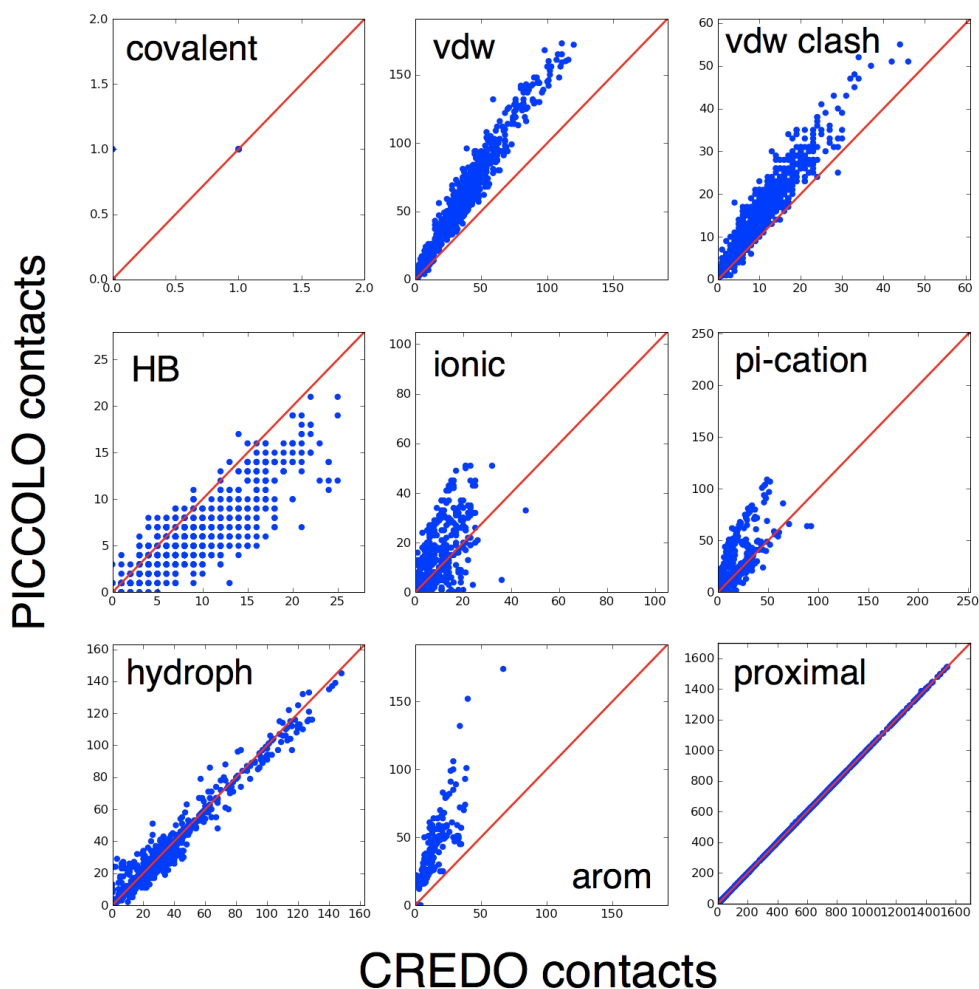 covalent
2.0
1.5
1.0
0.5
0.0
0.0 0.5 1.0 1.5 2.0
vdw
150
100
50
0
0 50 100 150
vdw clash
60
50
40
30
20
10
0
0 10 20 30 40 50 60
HB
25
20
15
10
5
0
0 5 10 15 20 25
ionic
100
80
60
40
20
0
0 20 40 60 80 100
pi-cation
250
200
150
100
50
0
0 50 100 150 200 250
hydroph
160
140
120
100
80
60
40
20
0
0 20 40 60 80 100 120 140 160
arom
150
100
50
0
0 50 100 150
proximal
1600
1400
1200
1000
800
600
400
200
0
0 200 400 600 800 1000 1200 1400 1600
PICCOLO contacts
CREDO contacts